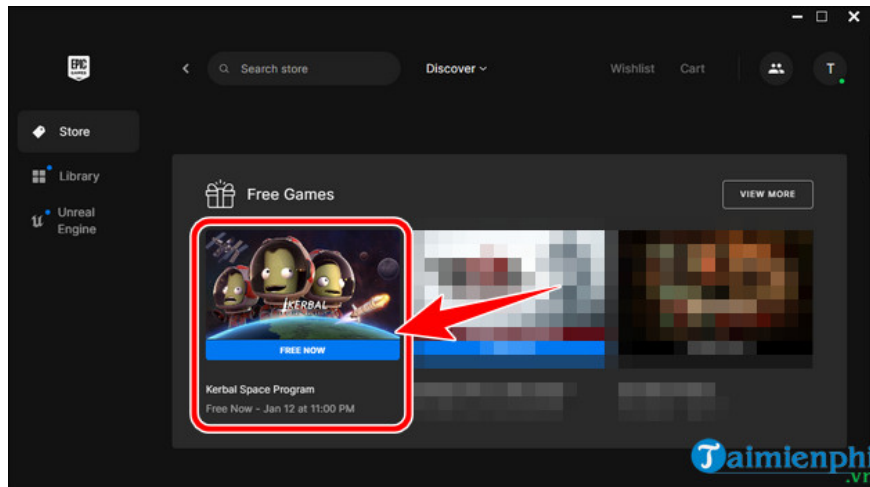 EPIC
GAMES
Search store
Discover
Wishlist
Cart
T
Store
Library
Unreal
Engine
Free Games
VIEW MORE
KERBAL
FREE NOW
Kerbal Space Program
Free Now - Jan 12 at 11:00 PM
Taimienphi
.vn